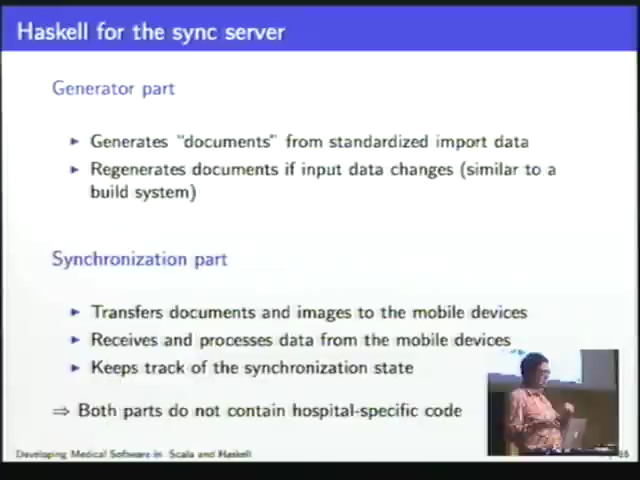 Haskell for the sync server
Generator part
Generates “documents” from standardized import data
Regenerates documents if input data changes (similar to a
build system)
Synchronization part
Transfers documents and images to the mobile devices
Receives and processes data from the mobile devices
Keeps track of the synchronization state
⇒ Both parts do not contain hospital-specific code
Developing Medical Software in Scala and Haskell